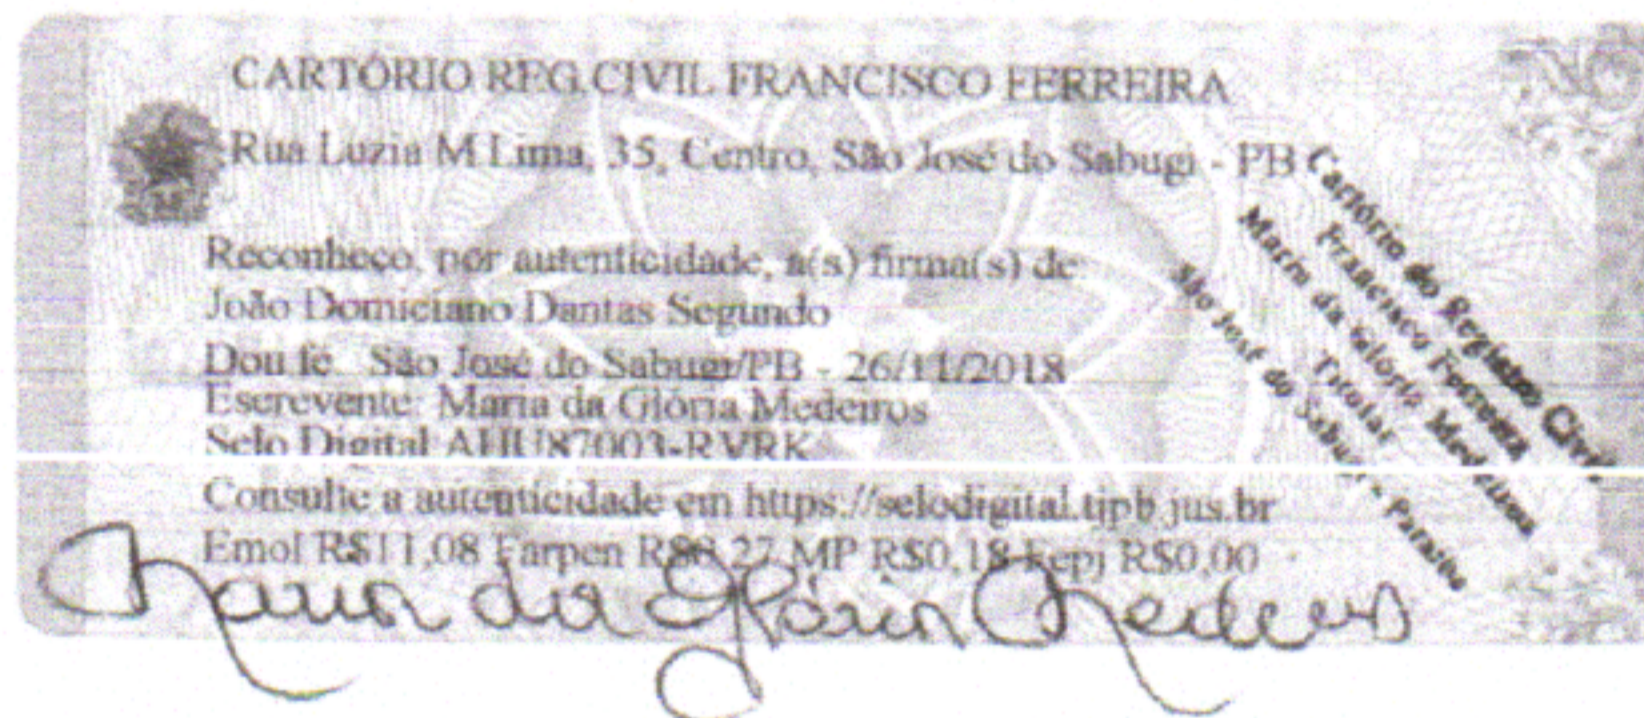 CARTÓRIO REG.CIVIL FRANCISCO FERREIRA
Rua Luzia M Lima, 35, Centro, São José do Sabugi - PB
Reconheço, por autenticidade, a(s) firma(s) de:
João Domiciano Dantas Segundo
Dou fé. São José do Sabugi/PB - 26/11/2018
Escrevente: Maria da Glória Medeiros
Selo Digital AHU87003-RVRK
Consulte a autenticidade em https://selodigital.tjpb.jus.br
Emol R$11,08 Farpen MP R$0,18 Fepj R$0,00
Maria da Glória Medeiros
Cartório do Registro Civil
Francisco Ferreira
Maria da Glória Medeiros
Titular
São José do Sabugi - Paraíba